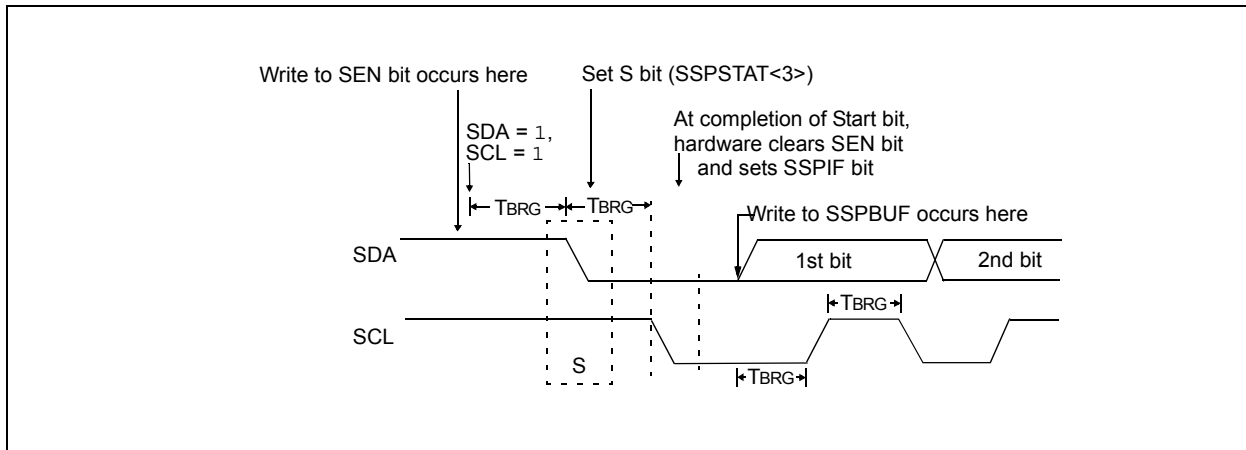 Write to SEN bit occurs here
Set S bit (SSPSTAT<3>)
At completion of Start bit,
hardware clears SEN bit
and sets SSPIF bit
SDA = 1,
SCL = 1
TBRG
TBRG
Write to SSPBUF occurs here
SDA
1st bit
2nd bit
TBRG
SCL
S
TBRG